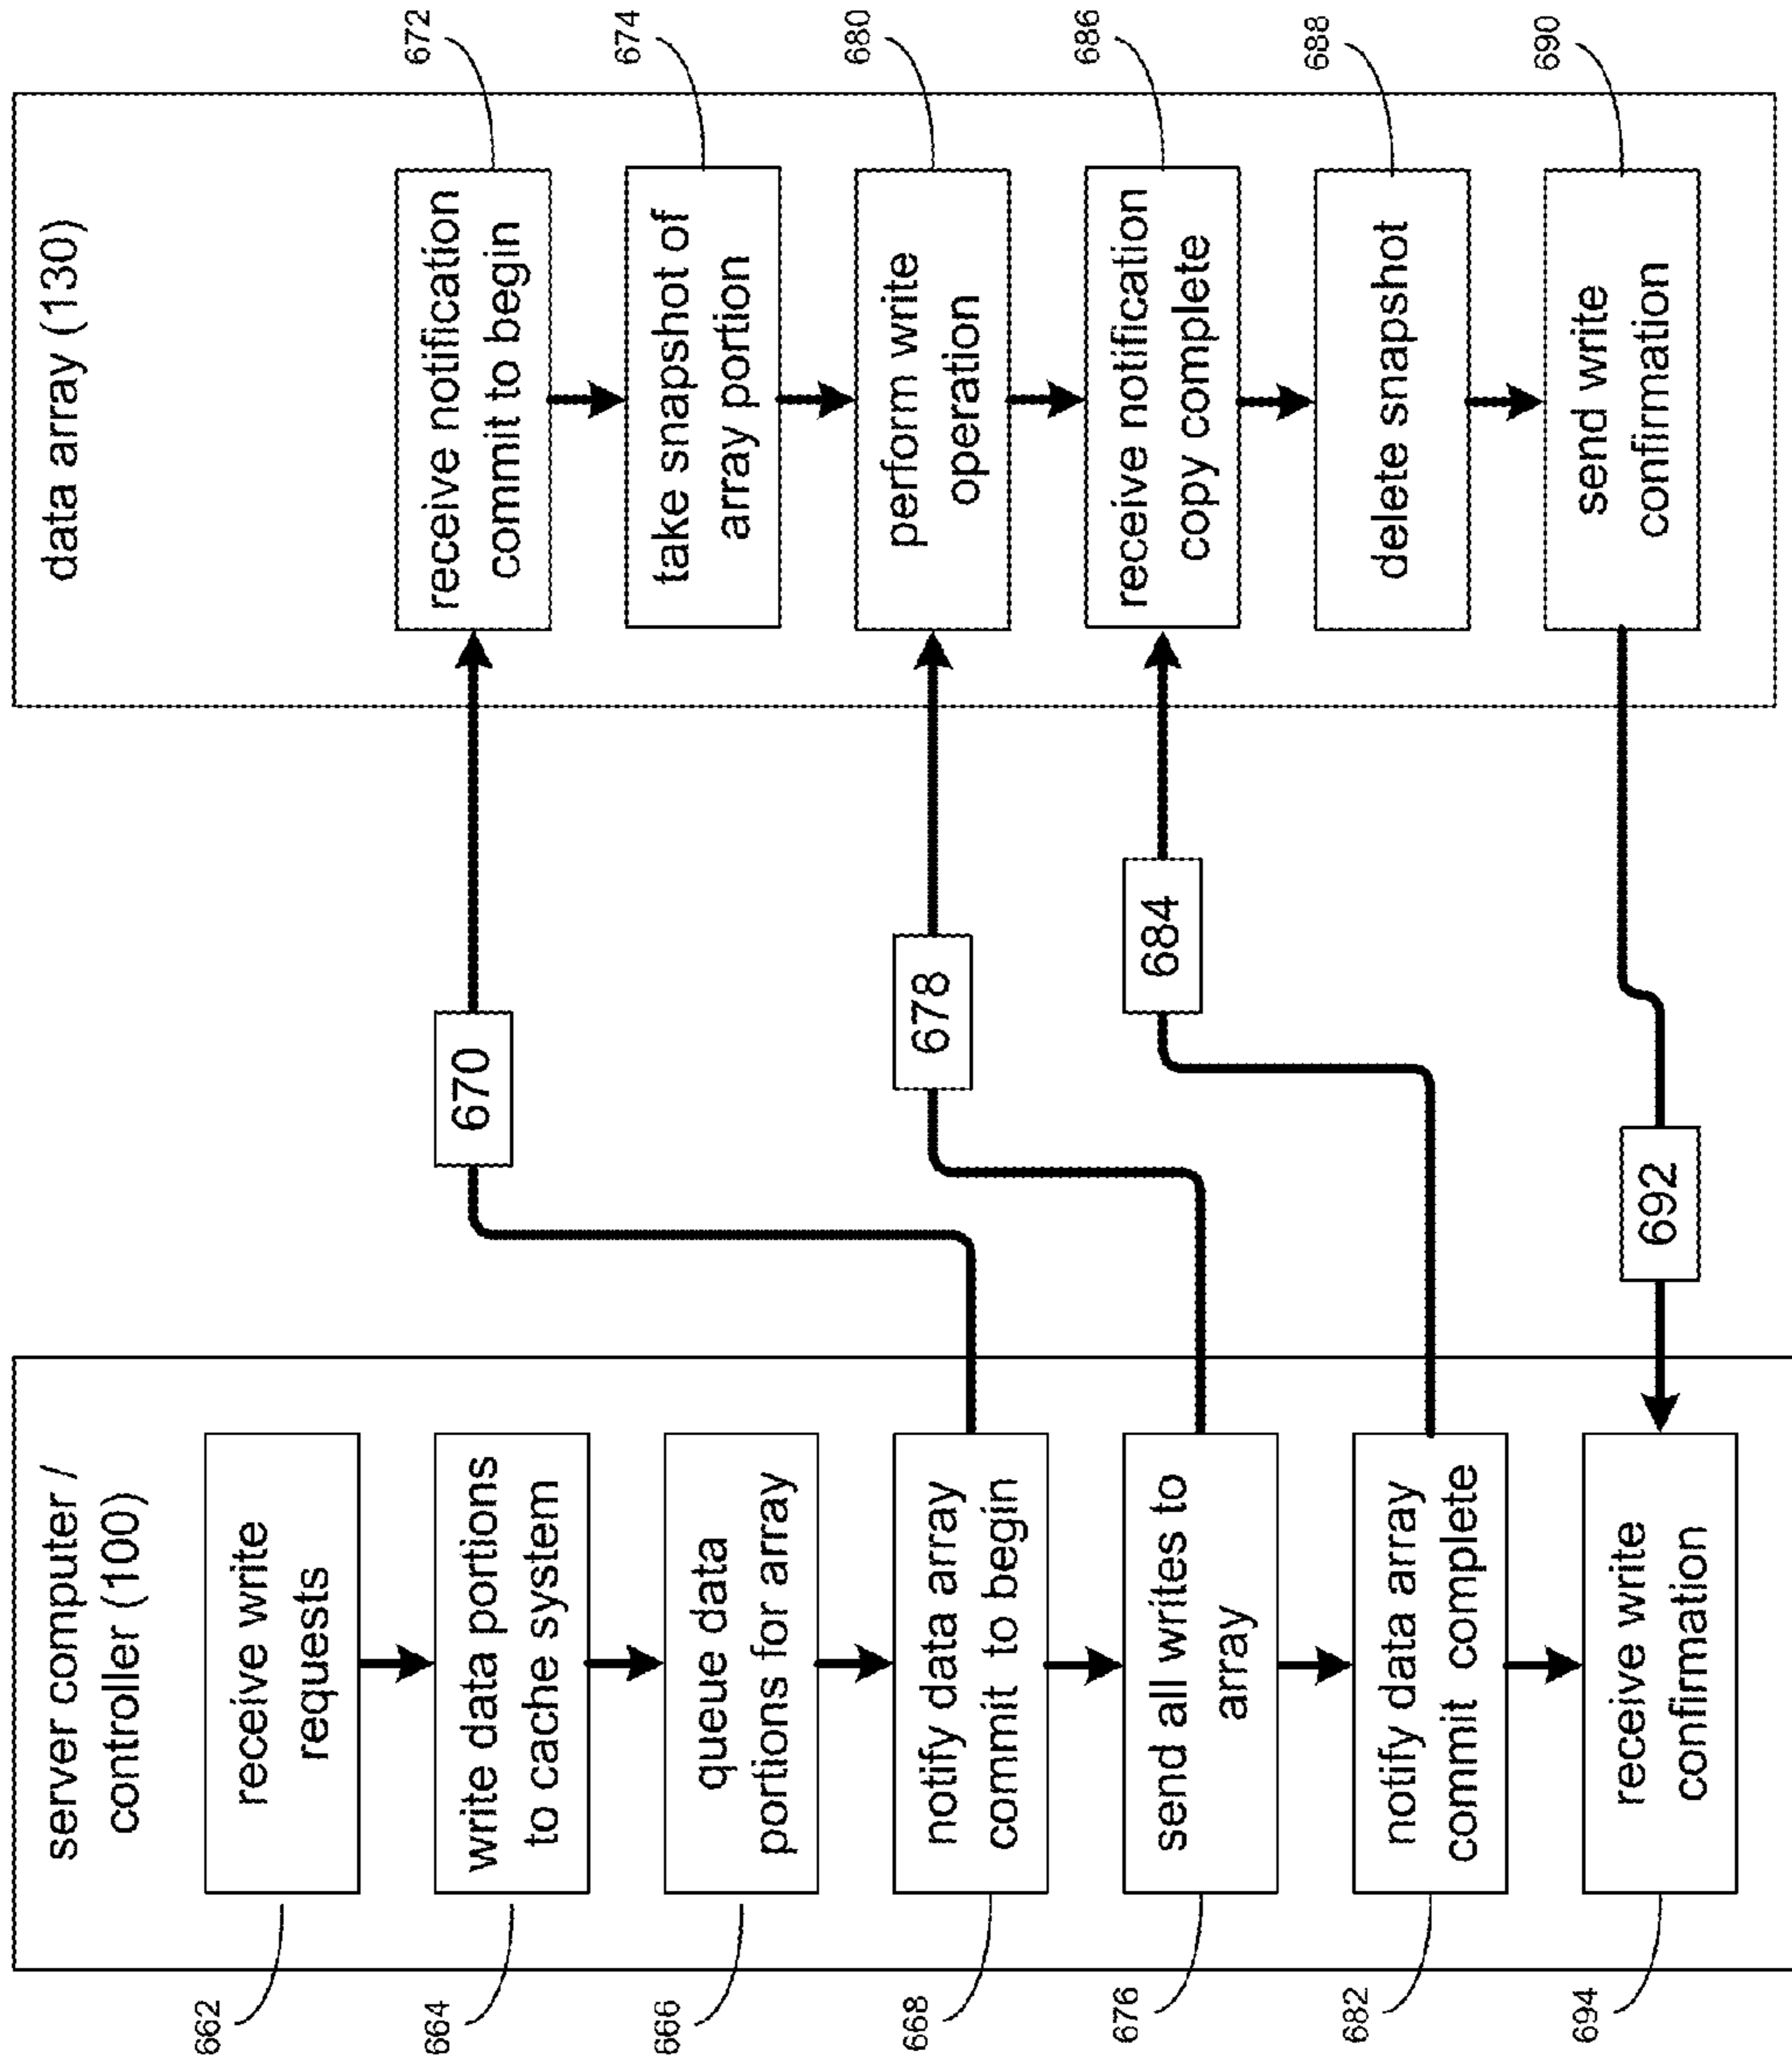 server computer /
controller (100)
662
receive write
requests
664
write data portions
to cache system
666
queue data
portions for array
668
notify data array
commit to begin
676
send all writes to
array
682
notify data array
commit complete
694
receive write
confirmation
670
678
684
692
data array (130)
receive notification
commit to begin
672
take snapshot of
array portion
674
perform write
operation
680
receive notification
copy complete
686
delete snapshot
688
send write
confirmation
690